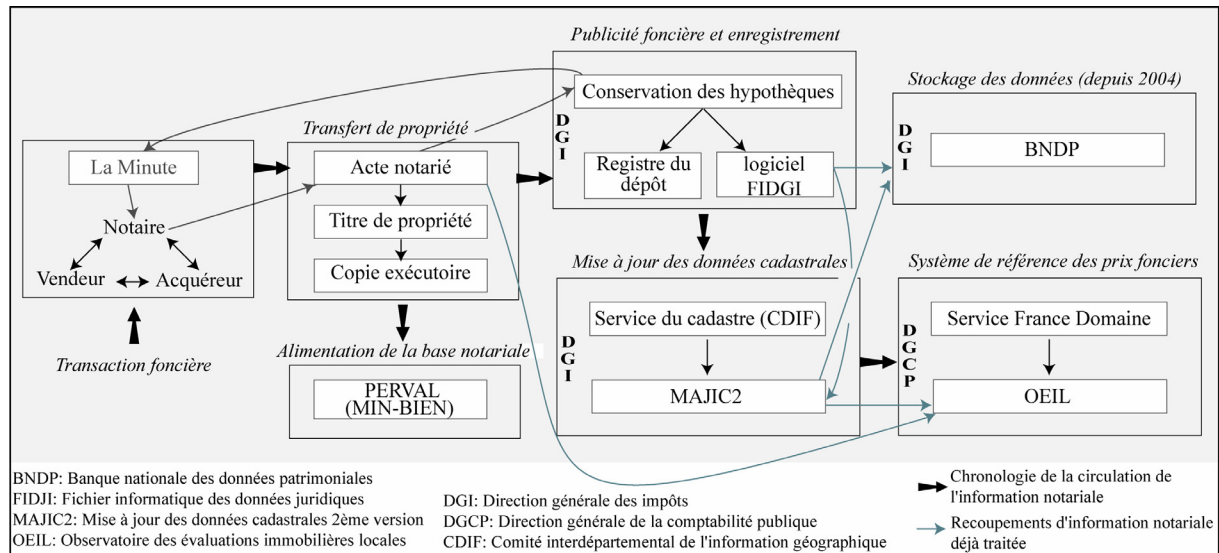 Publicité foncière et enregistrement
Conservation des hypothèques
DGI
Registre du
dépôt
logiciel
FIDGI
Stockage des données (depuis 2004)
DGI
BNDP
Transfert de propriété
Acte notarié
Titre de propriété
Copie exécutoire
La Minute
Notaire
Vendeur
Acquéreur
Transaction foncière
Alimentation de la base notariale
PERVAL
(MIN-BIEN)
Mise à jour des données cadastrales
DGI
Service du cadastre (CDIF)
MAJIC2
Système de référence des prix fonciers
DGCP
Service France Domaine
OEIL
BNDP: Banque nationale des données patrimoniales
FIDJI: Fichier informatique des données juridiques
MAJIC2: Mise à jour des données cadastrales 2ème version
OEIL: Observatoire des évaluations immobilières locales
DGI: Direction générale des impôts
DGCP: Direction générale de la comptabilité publique
CDIF: Comité interdépartemental de l'information géographique
Chronologie de la circulation de
l'information notariale
Recoupements d'information notariale
déjà traitée